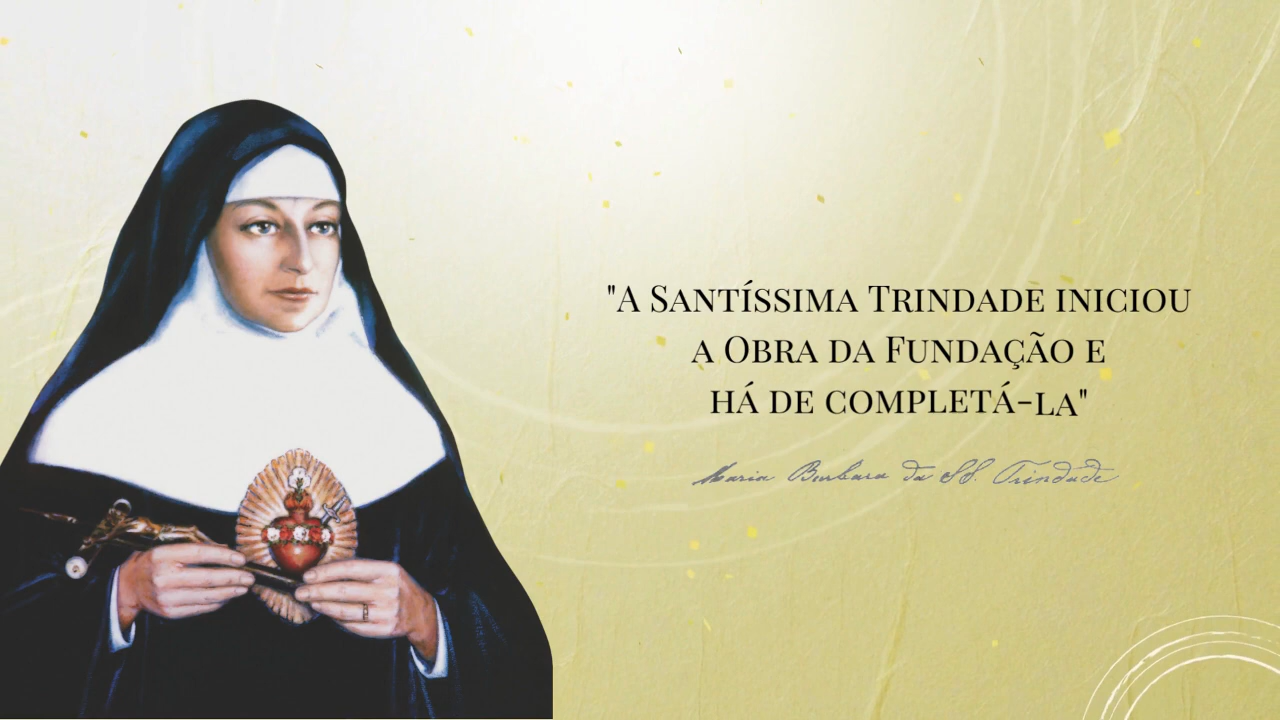 "A Santíssima Trindade iniciou
a Obra da Fundação e
há de completá-la"
Maria Barbara da SS. Trindade